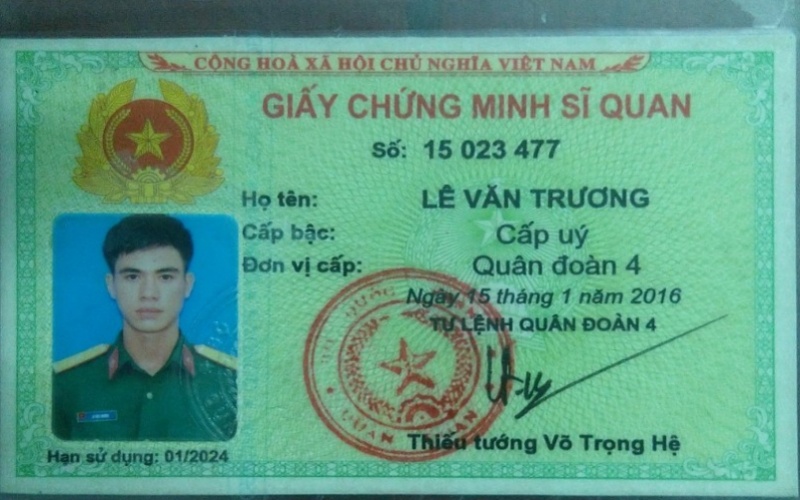 CỘNG HOÀ XÃ HỘI CHỦ NGHĨA VIỆT NAM
GIẤY CHỨNG MINH SĨ QUAN
Số: 15 023 477
Họ tên: LÊ VĂN TRƯƠNG
Cấp bậc: Cấp uý
Đơn vị cấp: Quân đoàn 4
Ngày 15 tháng 1 năm 2016
TƯ LỆNH QUÂN ĐOÀN 4
Thiếu tướng Võ Trọng Hệ
Hạn sử dụng: 01/2024